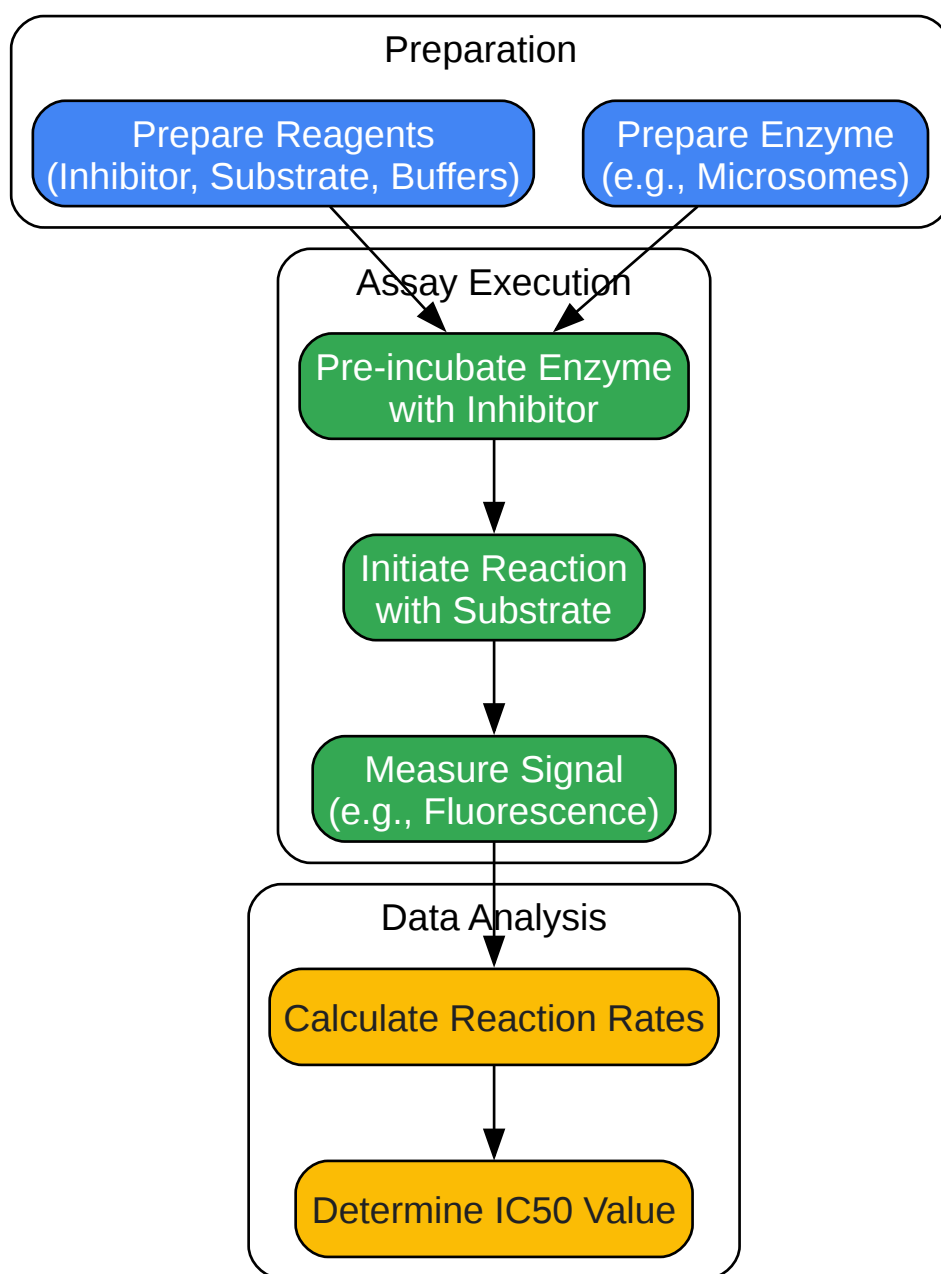 Preparation
Prepare Reagents
(Inhibitor, Substrate, Buffers)
Prepare Enzyme
(e.g., Microsomes)
Assay Execution
Pre-incubate Enzyme
with Inhibitor
Initiate Reaction
with Substrate
Measure Signal
(e.g., Fluorescence)
Data Analysis
Calculate Reaction Rates
Determine IC50 Value